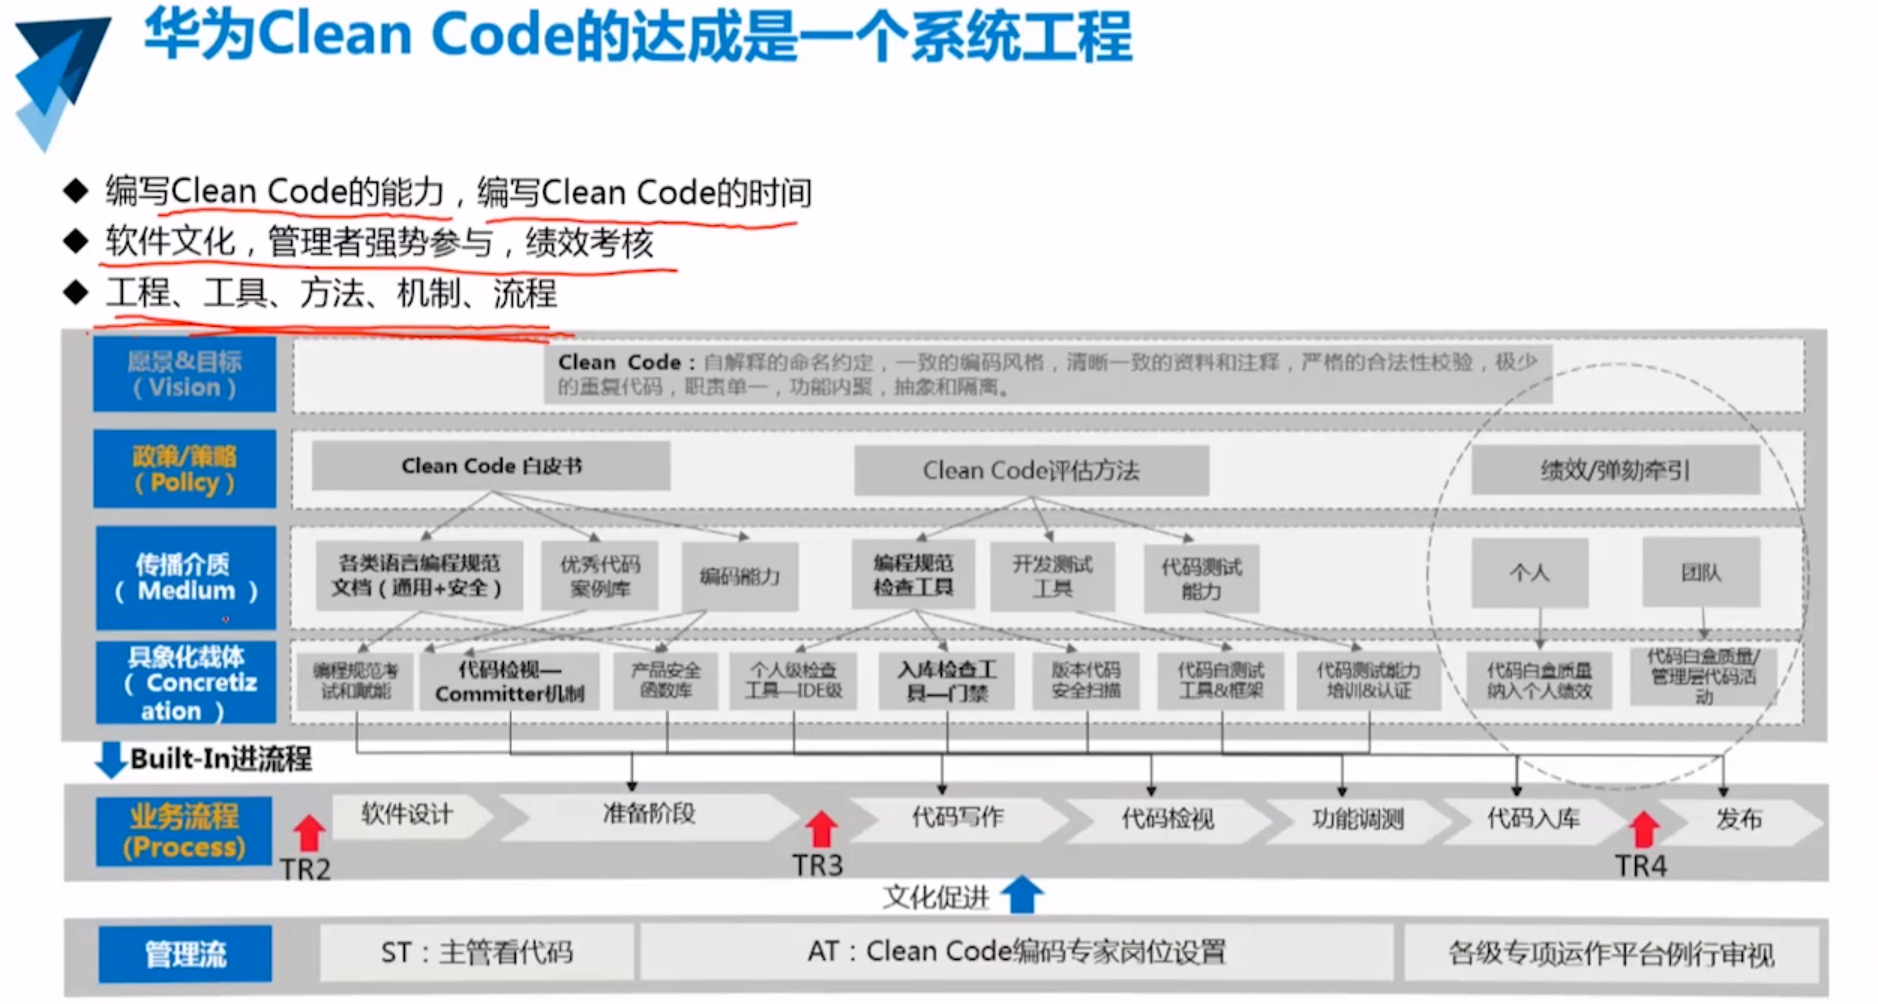 华为Clean Code的达成是一个系统工程
◆ 编写Clean Code的能力，编写Clean Code的时间
◆ 软件文化，管理者强势参与，绩效考核
◆ 工程、工具、方法、机制、流程
愿景&目标
（Vision）
Clean Code：自解释的命名约定，一致的编码风格，清晰一致的资料和注释，严格的合法性校验，极少
的重复代码，职责单一，功能内聚，抽象和隔离。
政策/策略
（Policy）
Clean Code 白皮书
Clean Code评估方法
绩效/弹劾牵引
传播介质
（ Medium ）
各类语言编程规范
文档（通用+安全）
优秀代码
案例库
编码能力
编程规范
检查工具
开发测试
工具
代码测试
能力
个人
团队
具象化载体
（ Concretiz
ation ）
编程规范考
试和赋能
代码检视—
Committer机制
产品安全
函数库
个人级检查
工具—IDE级
入库检查工
具—门禁
版本代码
安全扫描
代码自测试
工具&框架
代码测试能力
培训&认证
代码白盒质量
纳入个人绩效
代码白盒质量/
管理层代码活
动
Built-In进流程
业务流程
(Process)
软件设计
准备阶段
代码写作
代码检视
功能调测
代码入库
发布
TR2
TR3
TR4
文化促进
管理流
ST：主管看代码
AT：Clean Code编码专家岗位设置
各级专项运作平台例行审视